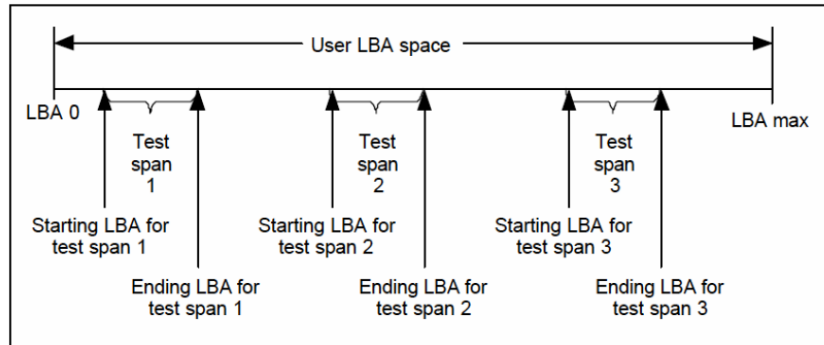 User LBA space
LBA 0
LBA max
Test
span
1
Test
span
2
Test
span
3
Starting LBA for
test span 1
Starting LBA for
test span 2
Starting LBA for
test span 3
Ending LBA for
test span 1
Ending LBA for
test span 2
Ending LBA for
test span 3